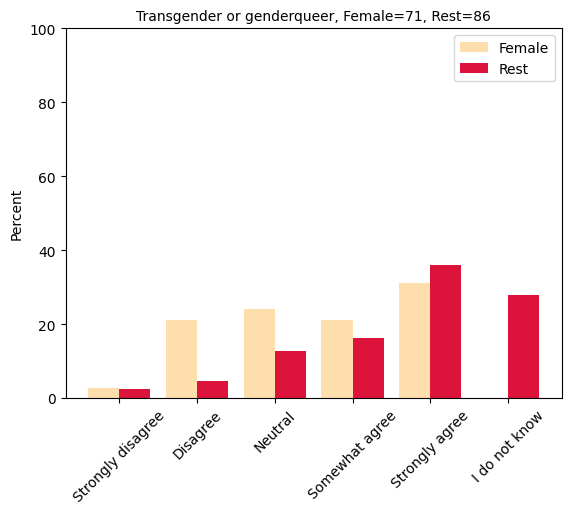 Transgender or genderqueer, Female=71, Rest=86
100
80
60
40
20
0
Percent
Female
Rest
Strongly disagree
Disagree
Neutral
Somewhat agree
Strongly agree
I do not know